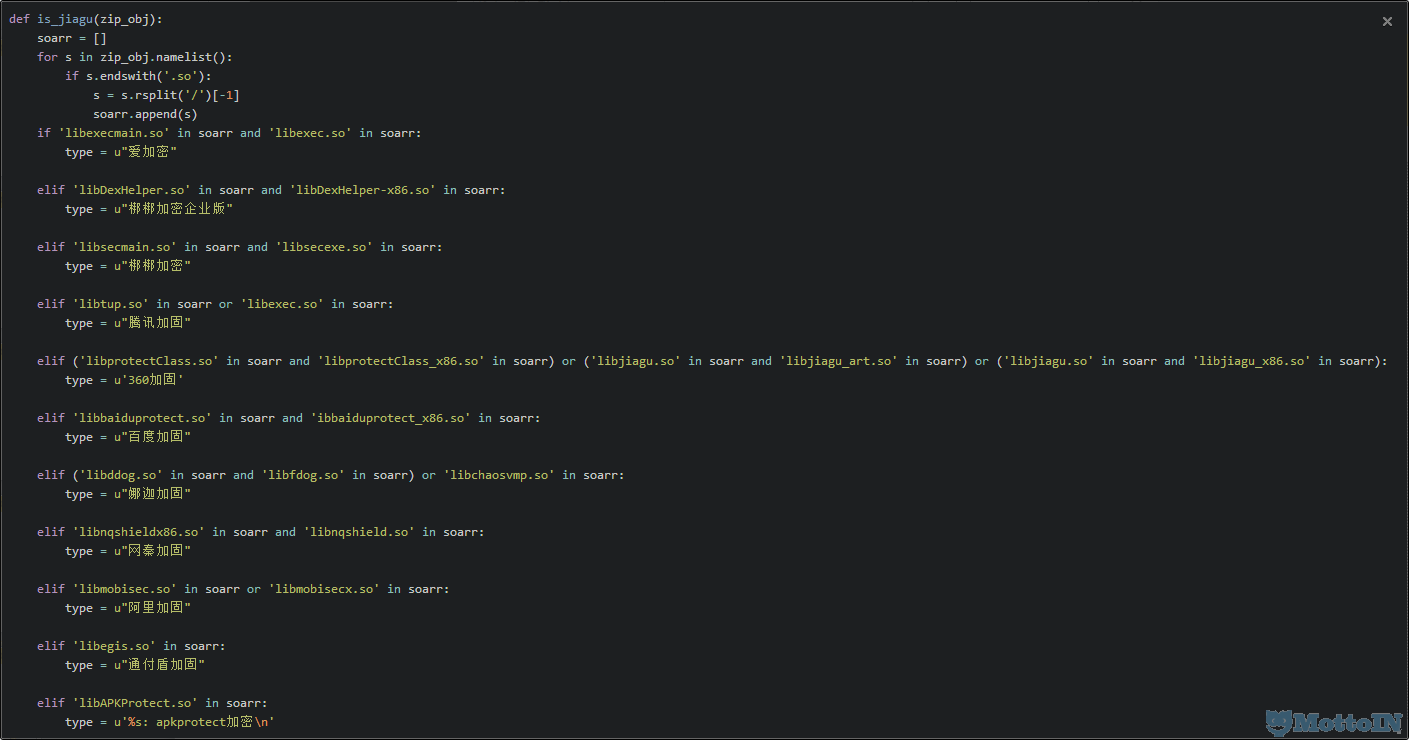 def is_jiagu(zip_obj):
    soarr = []
    for s in zip_obj.namelist():
        if s.endswith('.so'):
            s = s.rsplit('/')[-1]
            soarr.append(s)
    if 'libexecmain.so' in soarr and 'libexec.so' in soarr:
        type = u"爱加密"
    elif 'libDexHelper.so' in soarr and 'libDexHelper-x86.so' in soarr:
        type = u"梆梆加密企业版"
    elif 'libsecmain.so' in soarr and 'libsecexe.so' in soarr:
        type = u"梆梆加密"
    elif 'libtup.so' in soarr or 'libexec.so' in soarr:
        type = u"腾讯加固"
    elif ('libprotectClass.so' in soarr and 'libprotectClass_x86.so' in soarr) or ('libjiagu.so' in soarr and 'libjiagu_art.so' in soarr) or ('libjiagu.so' in soarr and 'libjiagu_x86.so' in soarr):
        type = u'360加固'
    elif 'libbaiduprotect.so' in soarr and 'ibbaiduprotect_x86.so' in soarr:
        type = u"百度加固"
    elif ('libddog.so' in soarr and 'libfdog.so' in soarr) or 'libchaosvmp.so' in soarr:
        type = u"娜迦加固"
    elif 'libnqshieldx86.so' in soarr and 'libnqshield.so' in soarr:
        type = u"网秦加固"
    elif 'libmobisec.so' in soarr or 'libmobisecx.so' in soarr:
        type = u"阿里加固"
    elif 'libegis.so' in soarr:
        type = u"通付盾加固"
    elif 'libAPKProtect.so' in soarr:
        type = u'%s: apkprotect加密\n'
MottoIN